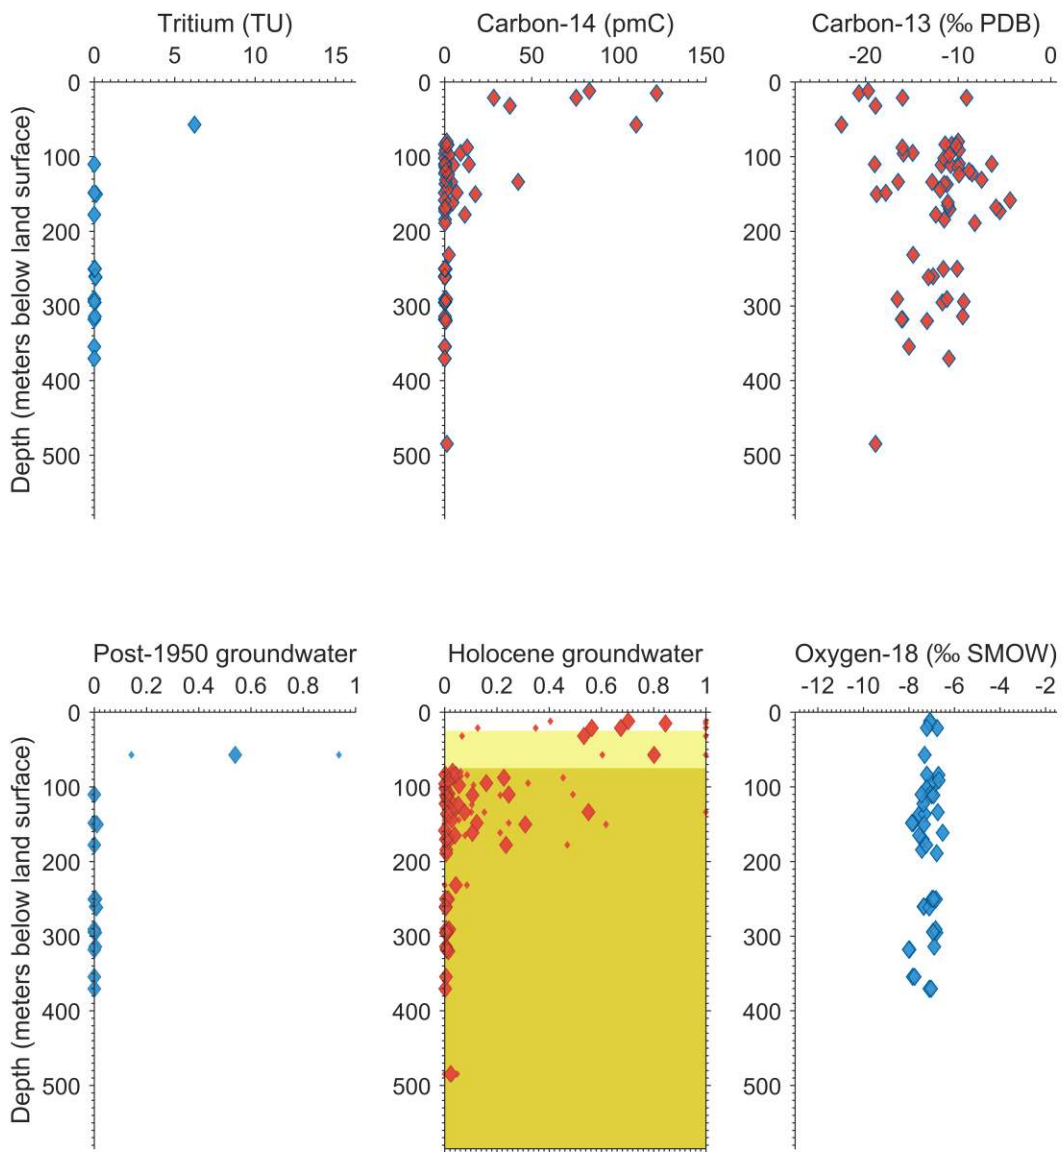 Tritium (TU) Carbon-14 (pmC) Carbon-13 (‰ PDB)
0 5 10 15 0 50 100 150 -20 -10 0
0 0 0
100 100 100
200 200 200
300 300 300
400 400 400
500 500 500
Depth (meters below land surface)
Post-1950 groundwater Holocene groundwater Oxygen-18 (‰ SMOW)
0 0.2 0.4 0.6 0.8 1 0 0.2 0.4 0.6 0.8 1 -12 -10 -8 -6 -4 -2
0 0 0
100 100 100
200 200 200
300 300 300
400 400 400
500 500 500
Depth (meters below land surface)